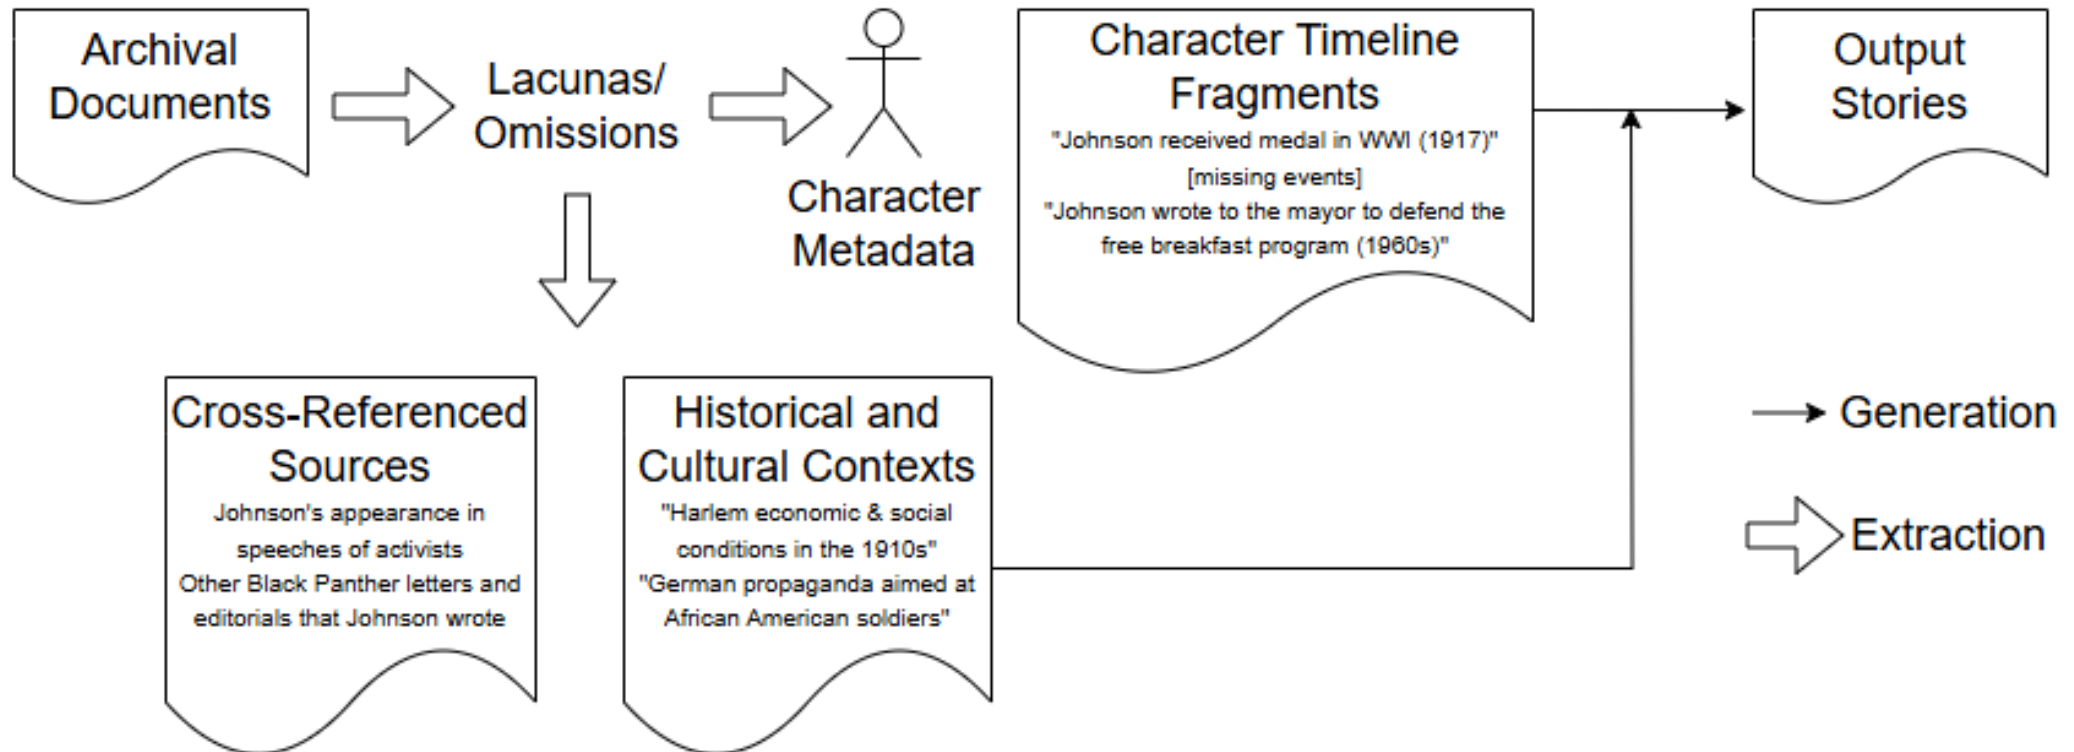 Archival
Documents
Lacunas/
Omissions
Character
Metadata
Character Timeline
Fragments
"Johnson received medal in WWI (1917)"
[missing events]
"Johnson wrote to the mayor to defend the
free breakfast program (1960s)"
Output
Stories
Cross-Referenced
Sources
Johnson's appearance in
speeches of activists
Other Black Panther letters and
editorials that Johnson wrote
Historical and
Cultural Contexts
"Harlem economic & social
conditions in the 1910s"
"German propaganda aimed at
African American soldiers"
Generation
Extraction